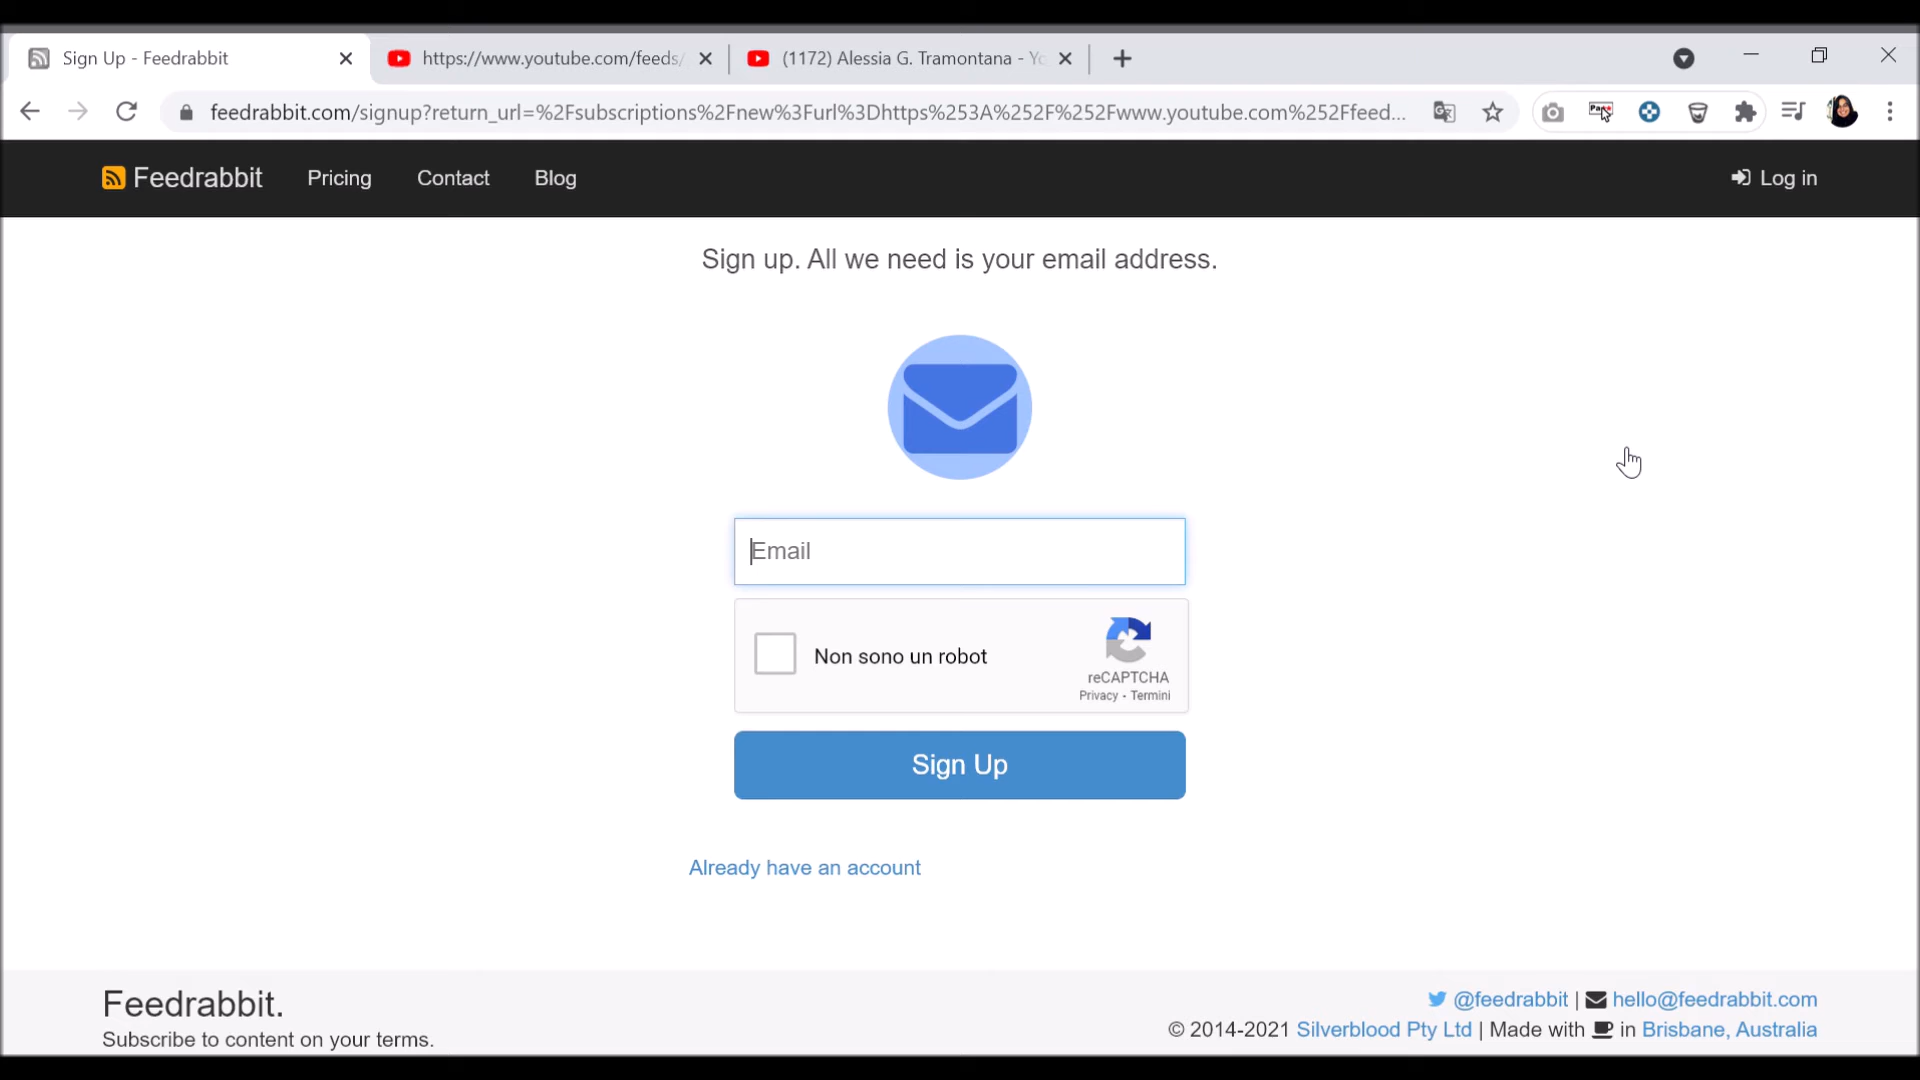 Sign Up - Feedrabbit
https://www.youtube.com/feeds/
(1172) Alessia G. Tramontana - Yo
feedrabbit.com/signup?return_url=%2Fsubscriptions%2Fnew%3Furl%3Dhttps%253A%252F%252Fwww.youtube.com%252Ffeed...
Feedrabbit
Pricing
Contact
Blog
Log in
Sign up. All we need is your email address.
Email
Non sono un robot
reCAPTCHA
Privacy - Termini
Sign Up
Already have an account
Feedrabbit.
Subscribe to content on your terms.
@feedrabbit | hello@feedrabbit.com
© 2014-2021 Silverblood Pty Ltd | Made with in Brisbane, Australia